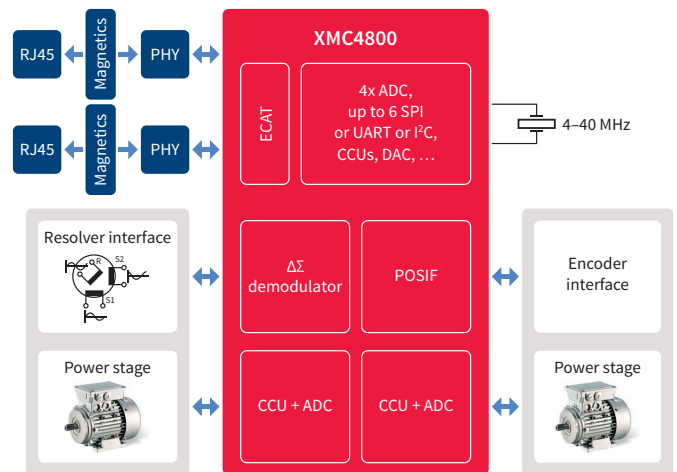 XMC4800
RJ45
Magnetics
PHY
RJ45
Magnetics
PHY
ECAT
4x ADC,
up to 6 SPI
or UART or I²C,
CCUs, DAC, …
4–40 MHz
Resolver interface
R
S2
S1
ΔΣ
demodulator
POSIF
Encoder
interface
Power stage
CCU + ADC
CCU + ADC
Power stage